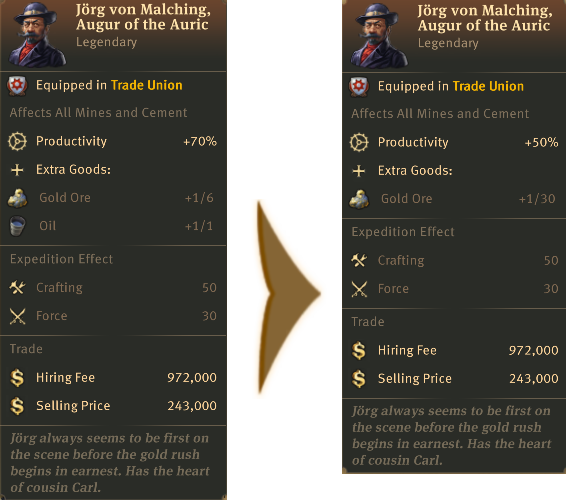 Jörg von Malching,
Augur of the Auric
Legendary
Equipped in Trade Union
Affects All Mines and Cement
Productivity +70%
Extra Goods:
Gold Ore +1/6
Oil +1/1
Expedition Effect
Crafting 50
Force 30
Trade
Hiring Fee 972,000
Selling Price 243,000
Jörg always seems to be first on
the scene before the gold rush
begins in earnest. Has the heart
of cousin Carl.
Jörg von Malching,
Augur of the Auric
Legendary
Equipped in Trade Union
Affects All Mines and Cement
Productivity +50%
Extra Goods:
Gold Ore +1/30
Expedition Effect
Crafting 50
Force 30
Trade
Hiring Fee 972,000
Selling Price 243,000
Jörg always seems to be first on
the scene before the gold rush
begins in earnest. Has the heart
of cousin Carl.